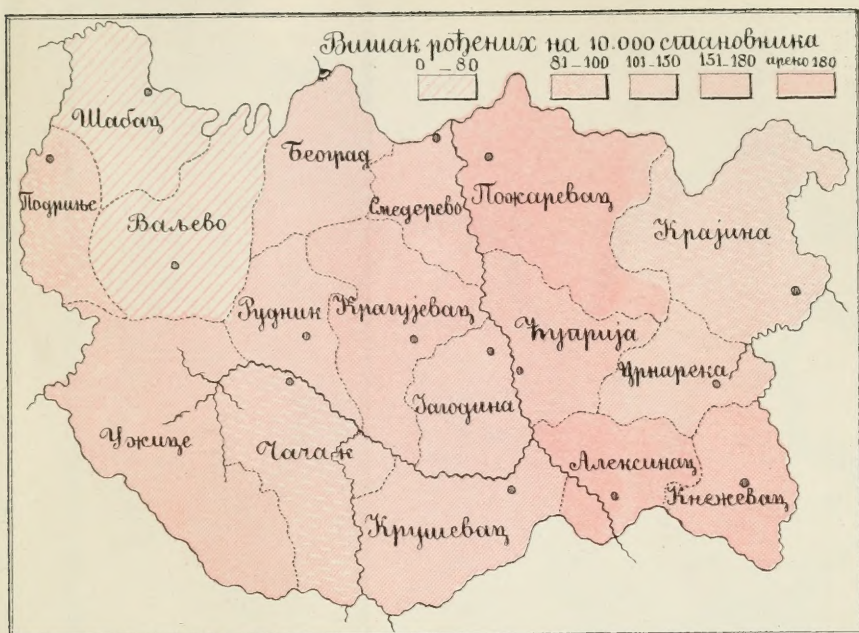 Вишак рођених на 10.000 становника
0 – 80 81–100 101–150 151–180 преко 180
Шабац
Београд
Подриње
Ваљево
Смедерево
Пожаревац
Крајина
Рудник
Крагујевац
Ћуприја
Црнарека
Јагодина
Ужице
Чачак
Алексинац
Књажевац
Крушевац